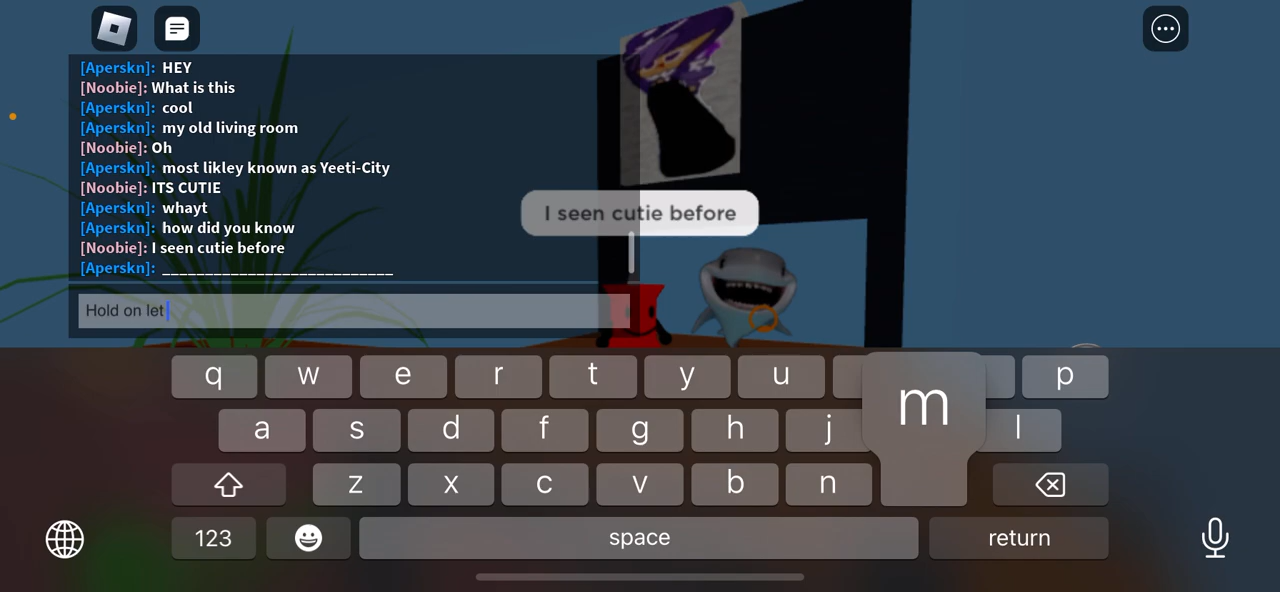 [Aperskn]: HEY
[Noobie]: What is this
[Aperskn]: cool
[Aperskn]: my old living room
[Noobie]: Oh
[Aperskn]: most likley known as Yeeti-City
[Noobie]: ITS CUTIE
[Aperskn]: whayt
[Aperskn]: how did you know
[Noobie]: I seen cutie before
[Aperskn]: ___________________________
I seen cutie before
Hold on let
q w e r t y u p
m
a s d f g h j l
z x c v b n
123 space return